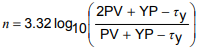 n = 3.32 log10( (2PV + YP − τy) / (PV + YP − τy) )